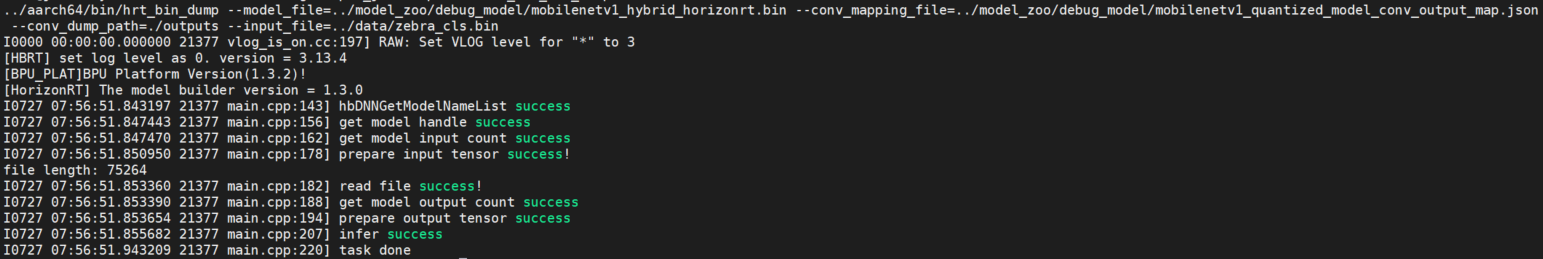 ../aarch64/bin/hrt_bin_dump --model_file=../model_zoo/debug_model/mobilenetv1_hybrid_horizonrt.bin --conv_mapping_file=../model_zoo/debug_model/mobilenetv1_quantized_model_conv_output_map.json
--conv_dump_path=./outputs --input_file=../data/zebra_cls.bin
I0000 00:00:00.000000 21377 vlog_is_on.cc:197] RAW: Set VLOG level for "*" to 3
[HBRT] set log level as 0. version = 3.13.4
[BPU_PLAT]BPU Platform Version(1.3.2)!
[HorizonRT] The model builder version = 1.3.0
I0727 07:56:51.843197 21377 main.cpp:143] hbDNNGetModelNameList success
I0727 07:56:51.847443 21377 main.cpp:156] get model handle success
I0727 07:56:51.847470 21377 main.cpp:162] get model input count success
I0727 07:56:51.850950 21377 main.cpp:178] prepare input tensor success!
file length: 75264
I0727 07:56:51.853360 21377 main.cpp:182] read file success!
I0727 07:56:51.853390 21377 main.cpp:188] get model output count success
I0727 07:56:51.853654 21377 main.cpp:194] prepare output tensor success
I0727 07:56:51.855682 21377 main.cpp:207] infer success
I0727 07:56:51.943209 21377 main.cpp:220] task done